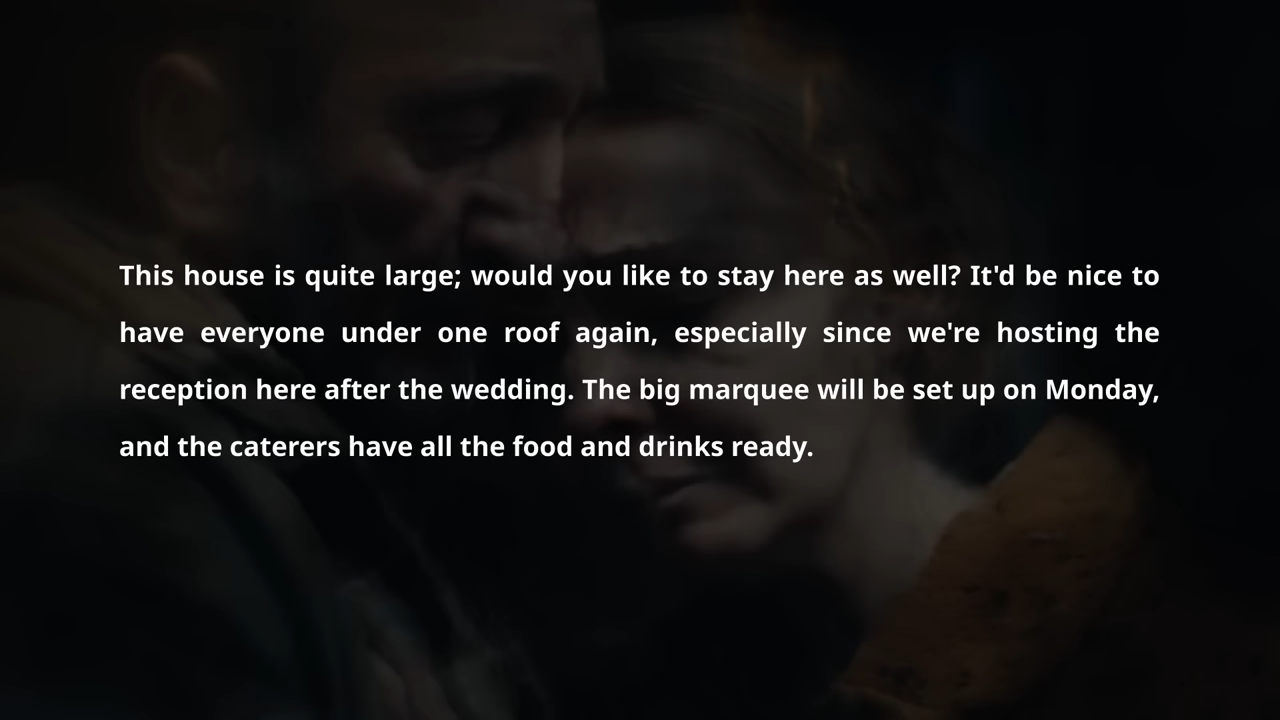 This house is quite large; would you like to stay here as well? It'd be nice to
have everyone under one roof again, especially since we're hosting the
reception here after the wedding. The big marquee will be set up on Monday,
and the caterers have all the food and drinks ready.